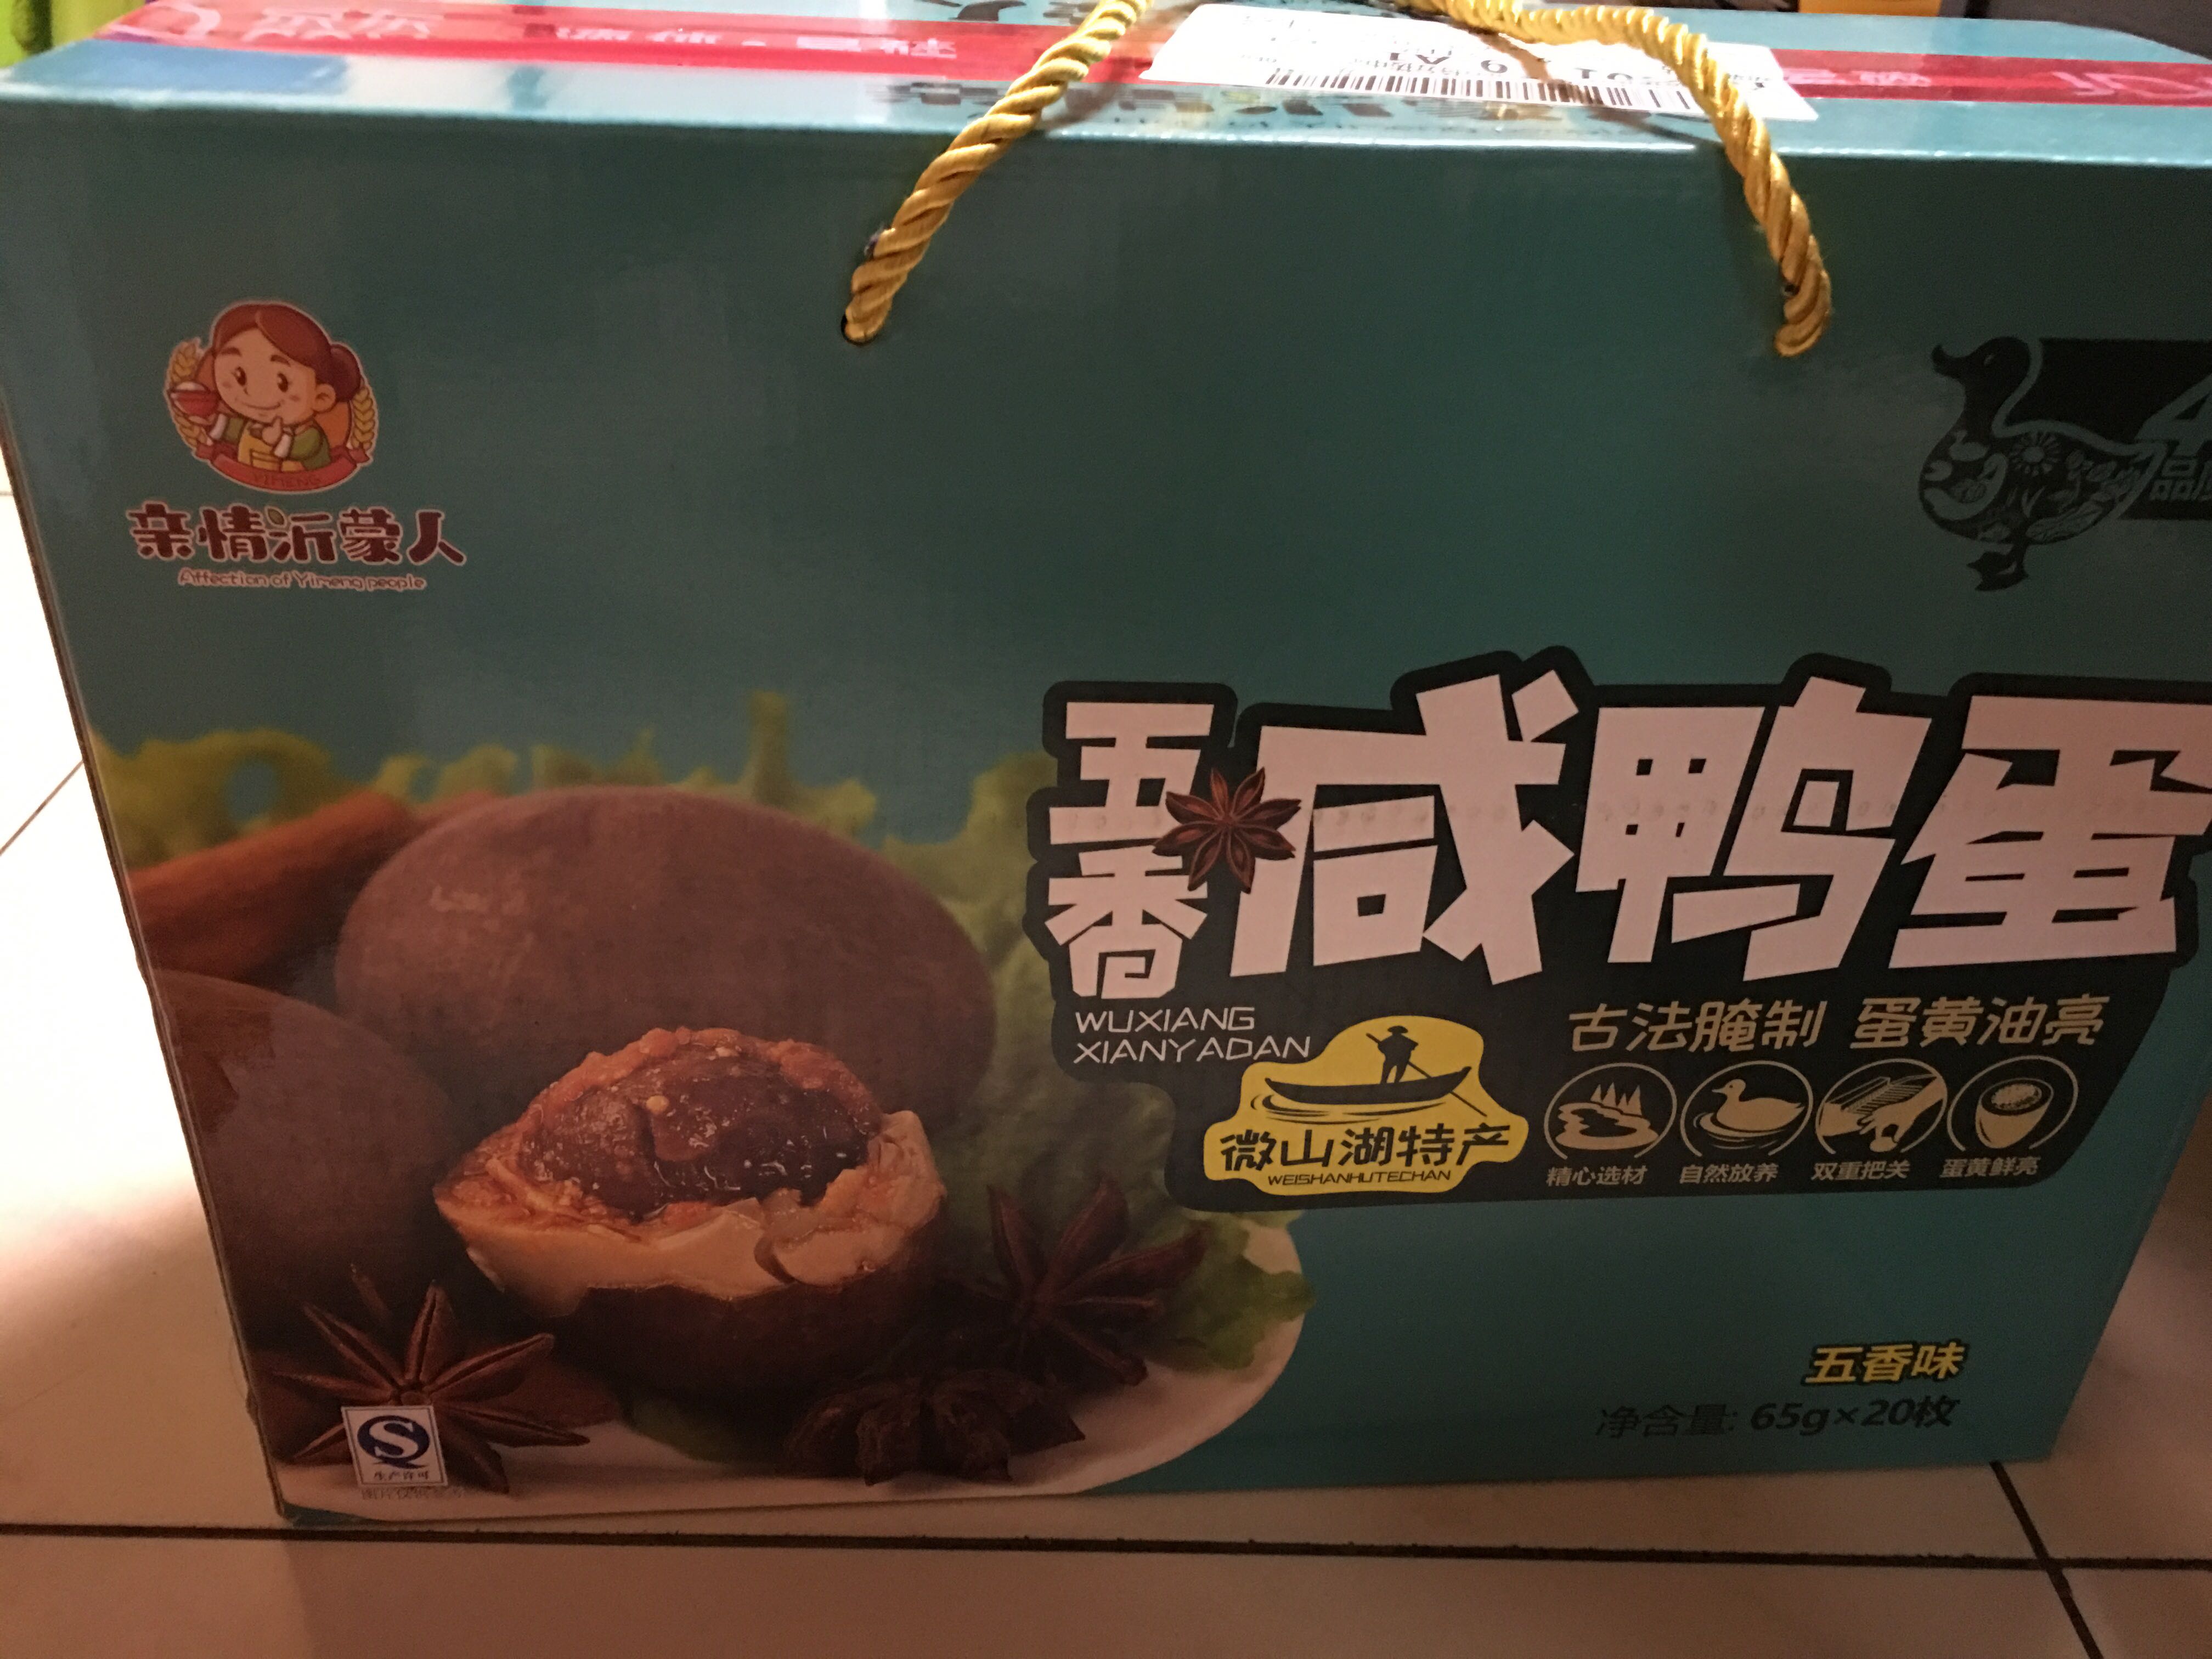 亲情沂蒙人
Affection of Yimeng people
五香
咸鸭蛋
WUXIANG
XIANYADAN
古法腌制 蛋黄油亮
微山湖特产
WEISHANHUTECHAN
精心选材 自然放养 双重把关 蛋黄鲜亮
五香味
净含量: 65g×20枚
生产许可